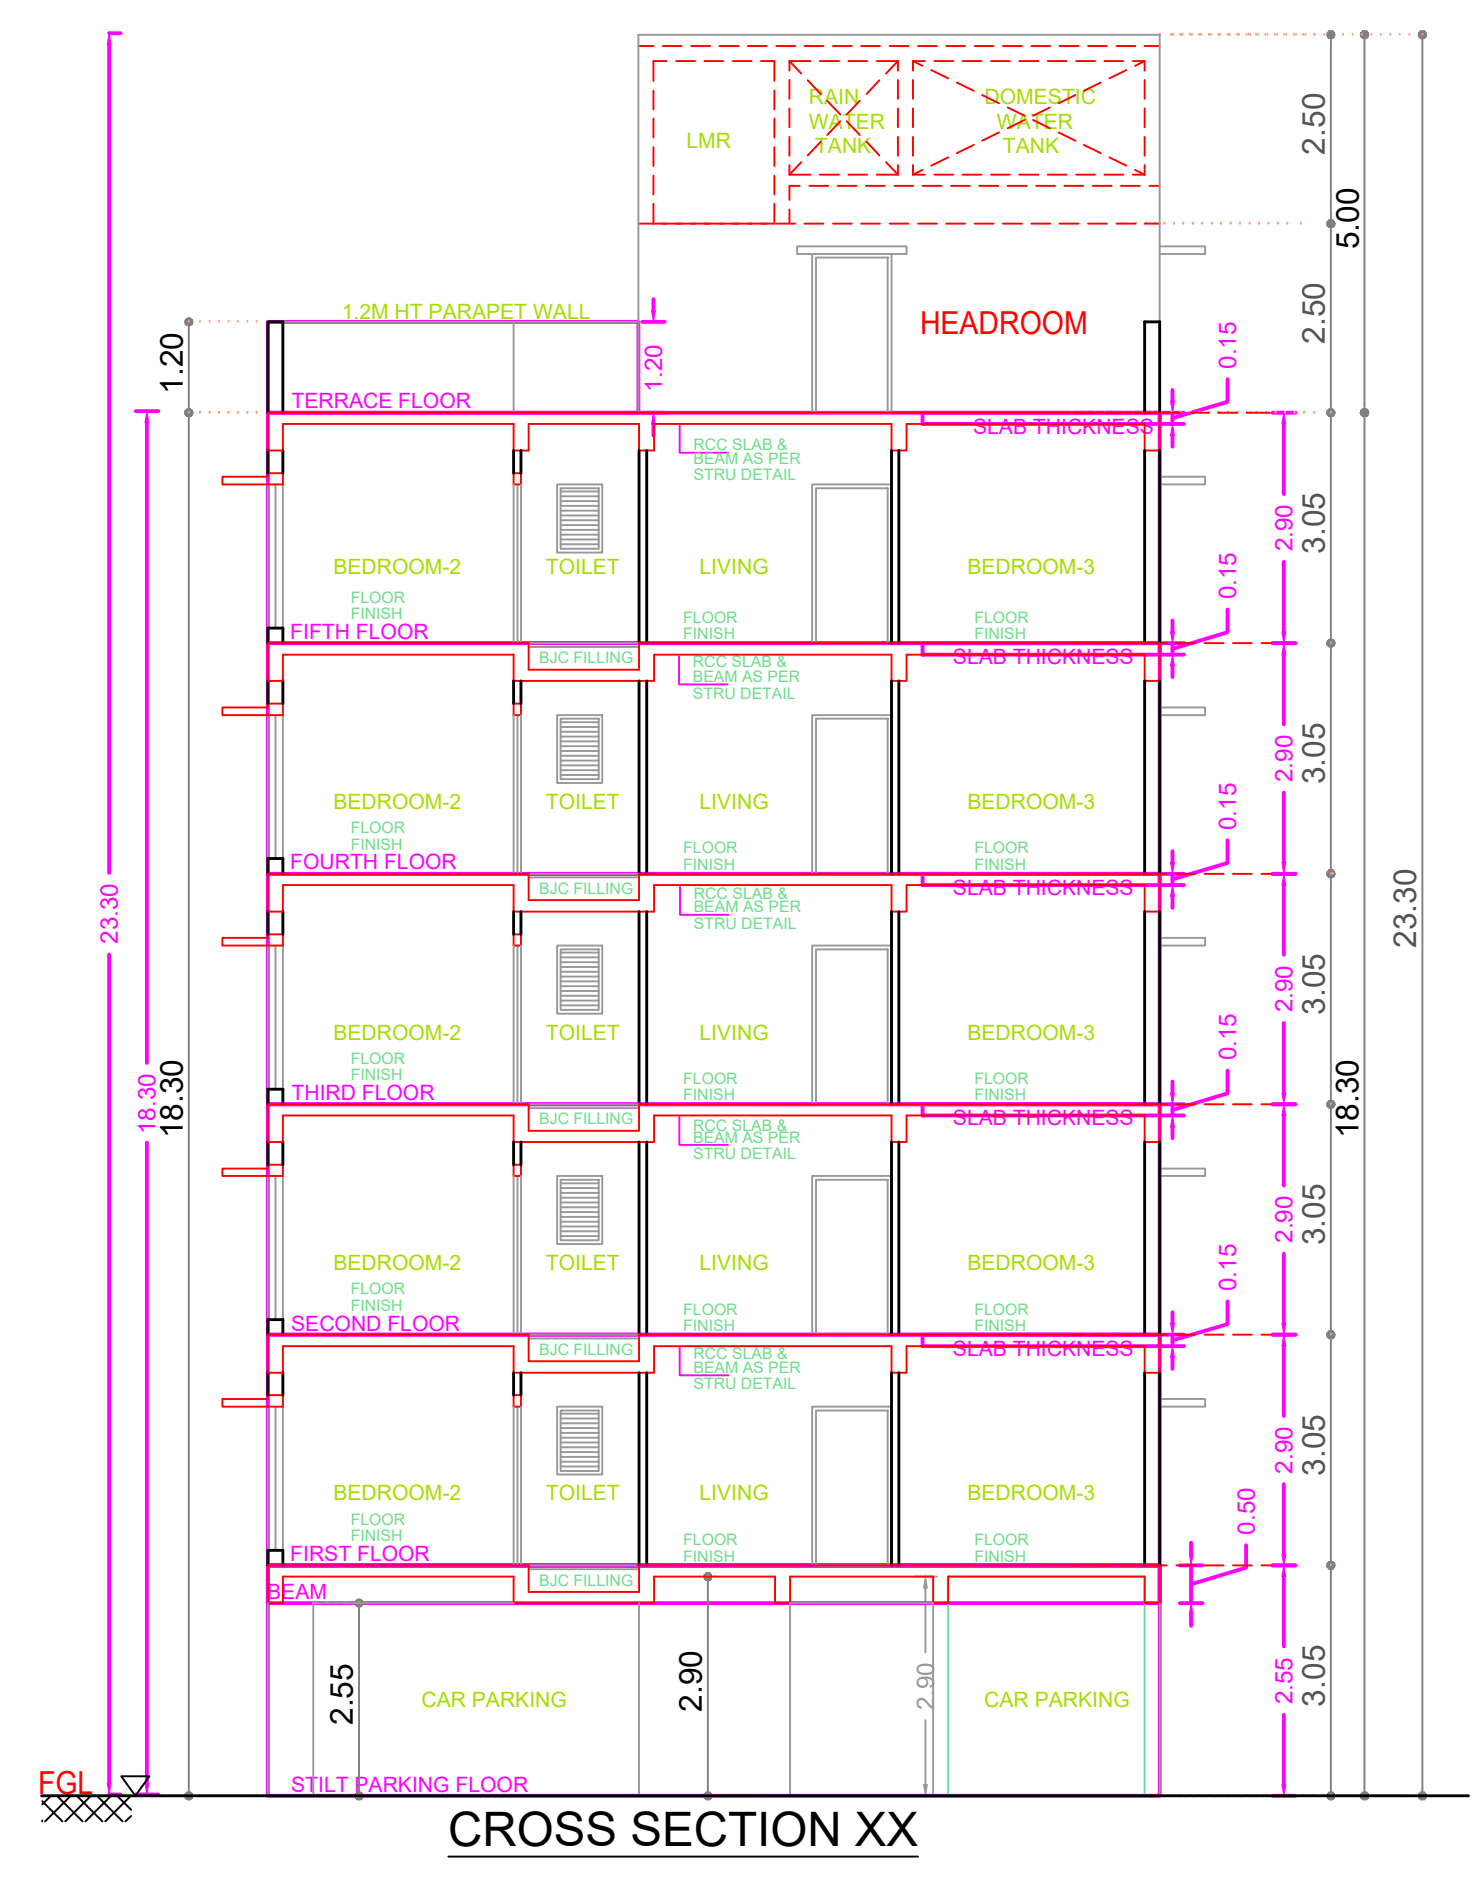 RAIN
WATER
TANK
DOMESTIC
WATER
TANK
LMR
2.50
5.00
1.2M HT PARAPET WALL
HEADROOM
2.50
1.20
1.20
0.15
TERRACE FLOOR
SLAB THICKNESS
RCC SLAB &
BEAM AS PER
STRU DETAIL
2.90
3.05
BEDROOM-2
TOILET
LIVING
BEDROOM-3
0.15
FLOOR
FINISH
FLOOR
FINISH
FLOOR
FINISH
FIFTH FLOOR
BJC FILLING
SLAB THICKNESS
RCC SLAB &
BEAM AS PER
STRU DETAIL
2.90
3.05
BEDROOM-2
TOILET
LIVING
BEDROOM-3
0.15
FLOOR
FINISH
FLOOR
FINISH
FLOOR
FINISH
FOURTH FLOOR
BJC FILLING
SLAB THICKNESS
RCC SLAB &
BEAM AS PER
STRU DETAIL
23.30
23.30
2.90
3.05
BEDROOM-2
TOILET
LIVING
BEDROOM-3
0.15
FLOOR
FINISH
FLOOR
FINISH
FLOOR
FINISH
THIRD FLOOR
18.30
18.30
18.30
BJC FILLING
SLAB THICKNESS
RCC SLAB &
BEAM AS PER
STRU DETAIL
2.90
3.05
BEDROOM-2
TOILET
LIVING
BEDROOM-3
0.15
FLOOR
FINISH
FLOOR
FINISH
FLOOR
FINISH
SECOND FLOOR
BJC FILLING
SLAB THICKNESS
RCC SLAB &
BEAM AS PER
STRU DETAIL
2.90
3.05
BEDROOM-2
TOILET
LIVING
BEDROOM-3
0.50
FLOOR
FINISH
FLOOR
FINISH
FLOOR
FINISH
FIRST FLOOR
BJC FILLING
BEAM
2.55
2.90
2.90
2.55
3.05
CAR PARKING
CAR PARKING
FGL
STILT PARKING FLOOR
CROSS SECTION XX